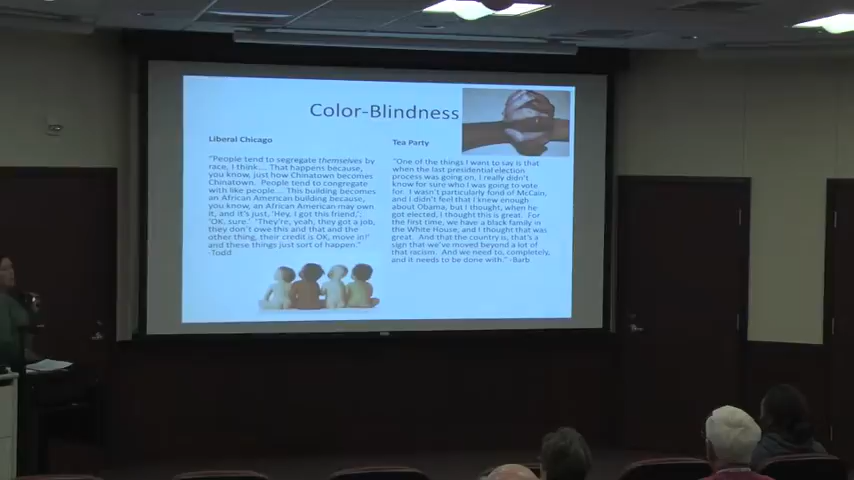 Color-Blindness
Liberal Chicago
"People tend to segregate themselves by
race, I think.... That happens because,
you know, just how Chinatown becomes
Chinatown. People tend to congregate
with like people.... This building becomes
an African American building because,
you know, an African American may own
it, and it's just, 'Hey, I got this friend.',
'OK, sure.' 'They're, yeah, they got a job,
they don't owe this and that and the
other thing, their credit is OK, move in!'
and these things just sort of happen."
-Todd
Tea Party
"One of the things I want to say is that
when the last presidential election
process was going on, I really didn't
know for sure who I was going to vote
for. I wasn't particularly fond of McCain,
and I didn't feel that I knew enough
about Obama, but I thought, when he
got elected, I thought this is great. For
the first time, we have a black family in
the White House, and I thought that was
great. And that the country is, that's a
sign that we've moved beyond a lot of
that racism. And we need to, completely,
and it needs to be done with." -Barb